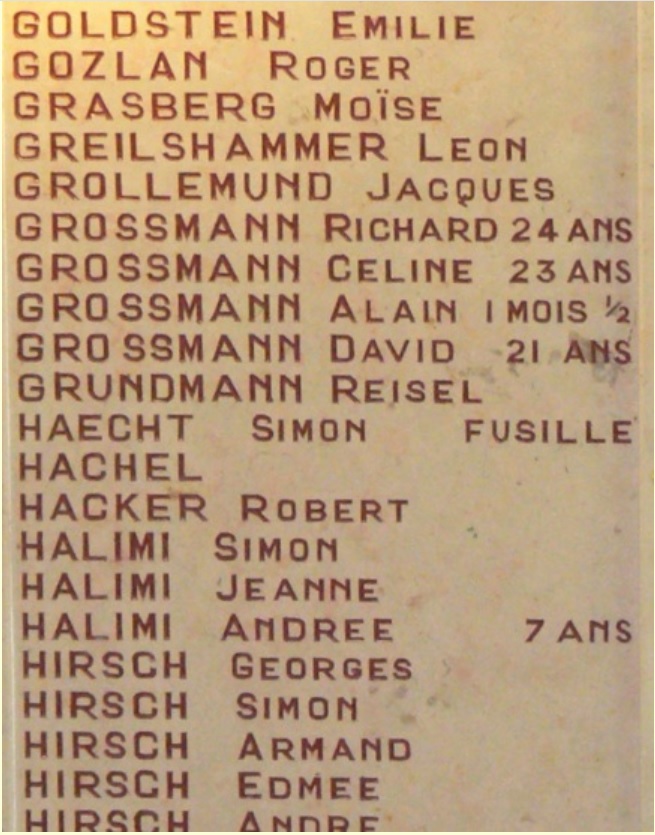 GOLDSTEIN EMILIE
GOZLAN ROGER
GRASBERG MOÏSE
GREILSHAMMER LEON
GROLLEMUND JACQUES
GROSSMANN RICHARD 24 ANS
GROSSMANN CELINE 23 ANS
GROSSMANN ALAIN 1 MOIS ½
GROSSMANN DAVID 21 ANS
GRUNDMANN REISEL
HAECHT SIMON FUSILLE
HACHEL
HACKER ROBERT
HALIMI SIMON
HALIMI JEANNE
HALIMI ANDREE 7 ANS
HIRSCH GEORGES
HIRSCH SIMON
HIRSCH ARMAND
HIRSCH EDMEE
HIRSCH ANDRE